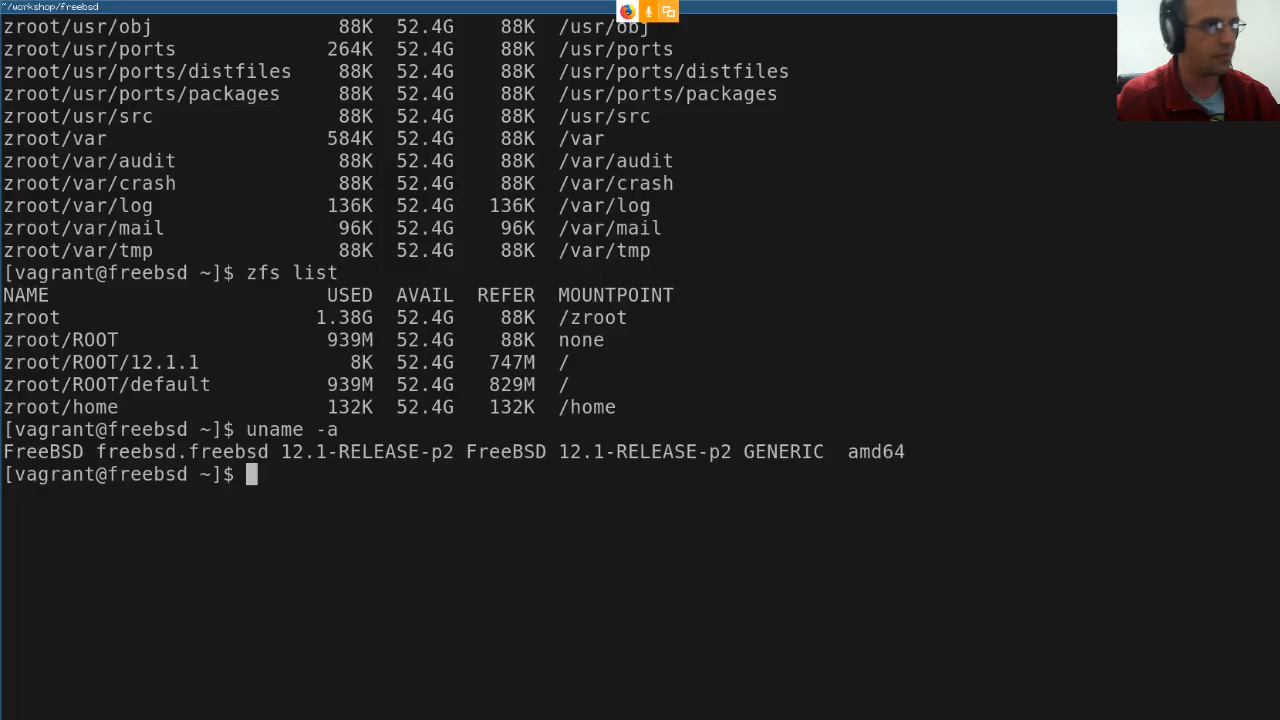 ~/workshop/freebsd
zroot/usr/obj 88K 52.4G 88K /usr/obj
zroot/usr/ports 264K 52.4G 88K /usr/ports
zroot/usr/ports/distfiles 88K 52.4G 88K /usr/ports/distfiles
zroot/usr/ports/packages 88K 52.4G 88K /usr/ports/packages
zroot/usr/src 88K 52.4G 88K /usr/src
zroot/var 584K 52.4G 88K /var
zroot/var/audit 88K 52.4G 88K /var/audit
zroot/var/crash 88K 52.4G 88K /var/crash
zroot/var/log 136K 52.4G 136K /var/log
zroot/var/mail 96K 52.4G 96K /var/mail
zroot/var/tmp 88K 52.4G 88K /var/tmp
[vagrant@freebsd ~]$ zfs list
NAME USED AVAIL REFER MOUNTPOINT
zroot 1.38G 52.4G 88K /zroot
zroot/ROOT 939M 52.4G 88K none
zroot/ROOT/12.1.1 8K 52.4G 747M /
zroot/ROOT/default 939M 52.4G 829M /
zroot/home 132K 52.4G 132K /home
[vagrant@freebsd ~]$ uname -a
FreeBSD freebsd.freebsd 12.1-RELEASE-p2 FreeBSD 12.1-RELEASE-p2 GENERIC  amd64
[vagrant@freebsd ~]$